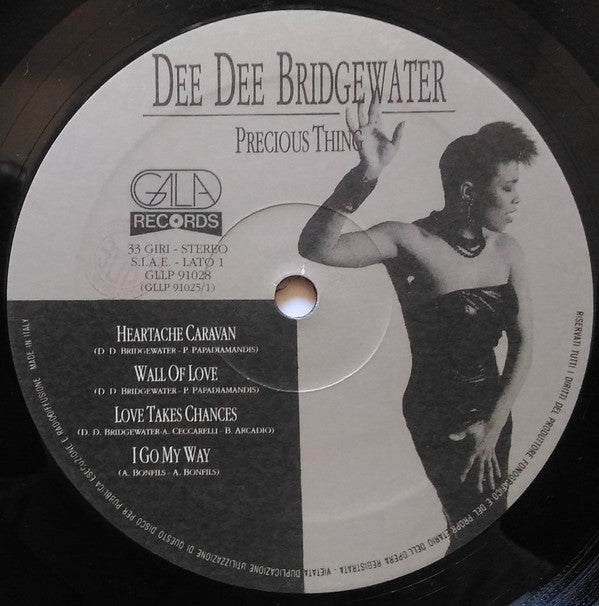 DEE DEE BRIDGEWATER
PRECIOUS THING
GALA
RECORDS
33 GIRI - STEREO
S.I.A.E. - LATO 1
GLLP 91028
(GLLP 91025/1)
HEARTACHE CARAVAN
(D. D. BRIDGEWATER - P. PAPADIAMANDIS)
WALL OF LOVE
(D. D. BRIDGEWATER - P. PAPADIAMANDIS)
LOVE TAKES CHANCES
(D. D. BRIDGEWATER-A. CECCARELLI - B. ARCADIO)
I GO MY WAY
(A. BONFILS - A. BONFILS)
RISERVATI TUTTI I DIRITTI DEL PRODUTTORE FONOGRAFICO E DEL PROPRIETARIO DELL'OPERA REGISTRATA - VIETATA DUPLICAZIONE UTILIZZAZIONE DI QUESTO DISCO PER PUBBLICA ESECUZIONE E RADIODIFFUSIONE. MADE IN ITALY